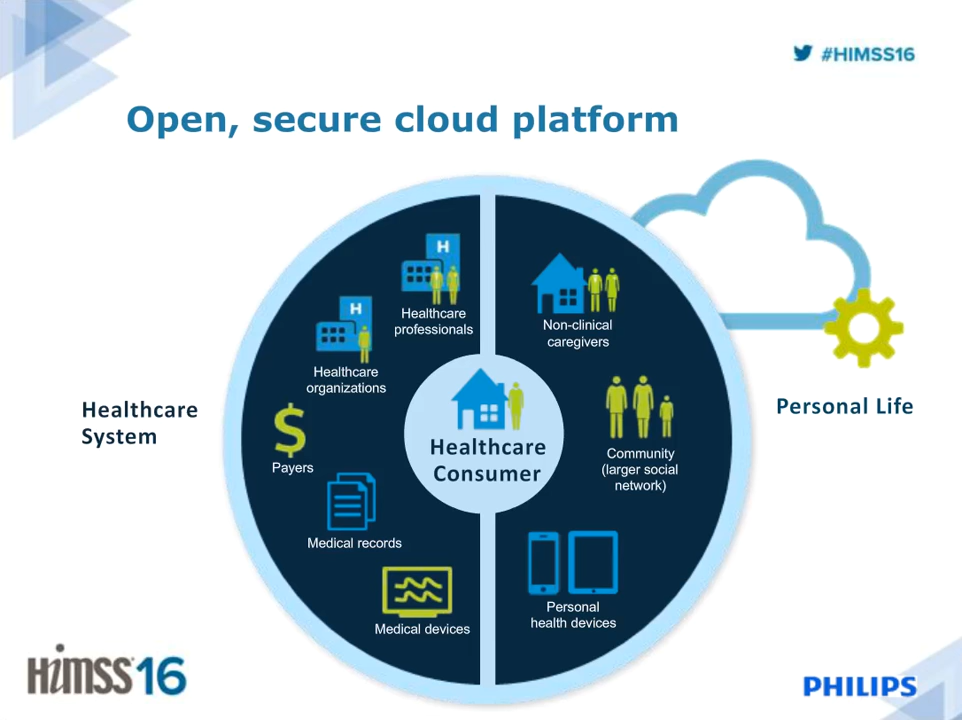 #HIMSS16
Open, secure cloud platform
H
Healthcare
professionals
H
Healthcare
organizations
$
Payers
Medical records
Medical devices
Healthcare
System
Healthcare
Consumer
Non-clinical
caregivers
Community
(larger social
network)
Personal
health devices
Personal Life
HIMSS16
PHILIPS